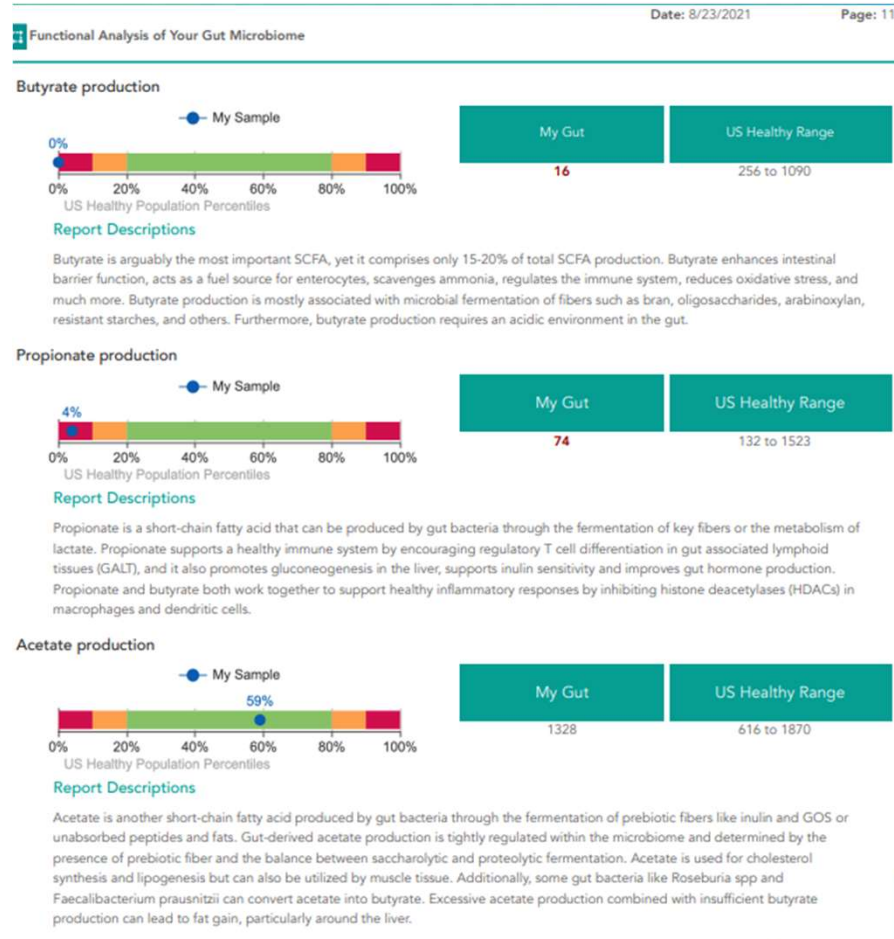 Date: 8/23/2021 Page: 11
Functional Analysis of Your Gut Microbiome
Butyrate production
My Sample
0%
0% 20% 40% 60% 80% 100%
US Healthy Population Percentiles
My Gut US Healthy Range
16 256 to 1090
Report Descriptions
Butyrate is arguably the most important SCFA, yet it comprises only 15-20% of total SCFA production. Butyrate enhances intestinal
barrier function, acts as a fuel source for enterocytes, scavenges ammonia, regulates the immune system, reduces oxidative stress, and
much more. Butyrate production is mostly associated with microbial fermentation of fibers such as bran, oligosaccharides, arabinoxylan,
resistant starches, and others. Furthermore, butyrate production requires an acidic environment in the gut.
Propionate production
My Sample
4%
0% 20% 40% 60% 80% 100%
US Healthy Population Percentiles
My Gut US Healthy Range
74 132 to 1523
Report Descriptions
Propionate is a short-chain fatty acid that can be produced by gut bacteria through the fermentation of key fibers or the metabolism of
lactate. Propionate supports a healthy immune system by encouraging regulatory T cell differentiation in gut associated lymphoid
tissues (GALT), and it also promotes gluconeogenesis in the liver, supports inulin sensitivity and improves gut hormone production.
Propionate and butyrate both work together to support healthy inflammatory responses by inhibiting histone deacetylases (HDACs) in
macrophages and dendritic cells.
Acetate production
My Sample
59%
0% 20% 40% 60% 80% 100%
US Healthy Population Percentiles
My Gut US Healthy Range
1328 616 to 1870
Report Descriptions
Acetate is another short-chain fatty acid produced by gut bacteria through the fermentation of prebiotic fibers like inulin and GOS or
unabsorbed peptides and fats. Gut-derived acetate production is tightly regulated within the microbiome and determined by the
presence of prebiotic fiber and the balance between saccharolytic and proteolytic fermentation. Acetate is used for cholesterol
synthesis and lipogenesis but can also be utilized by muscle tissue. Additionally, some gut bacteria like Roseburia spp and
Faecalibacterium prausnitzii can convert acetate into butyrate. Excessive acetate production combined with insufficient butyrate
production can lead to fat gain, particularly around the liver.